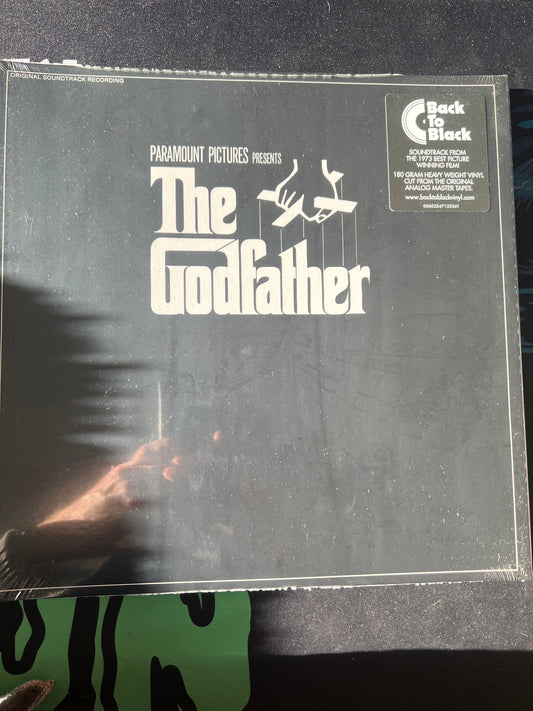 ORIGINAL SOUNDTRACK RECORDING
Back
To
Black
SOUNDTRACK FROM
THE 1973 BEST PICTURE
WINNING FILM!
180 GRAM HEAVY WEIGHT VINYL
CUT FROM THE ORIGINAL
ANALOG MASTER TAPES.
www.backtoblackvinyl.com
00602547125361
PARAMOUNT PICTURES PRESENTS
The
Godfather